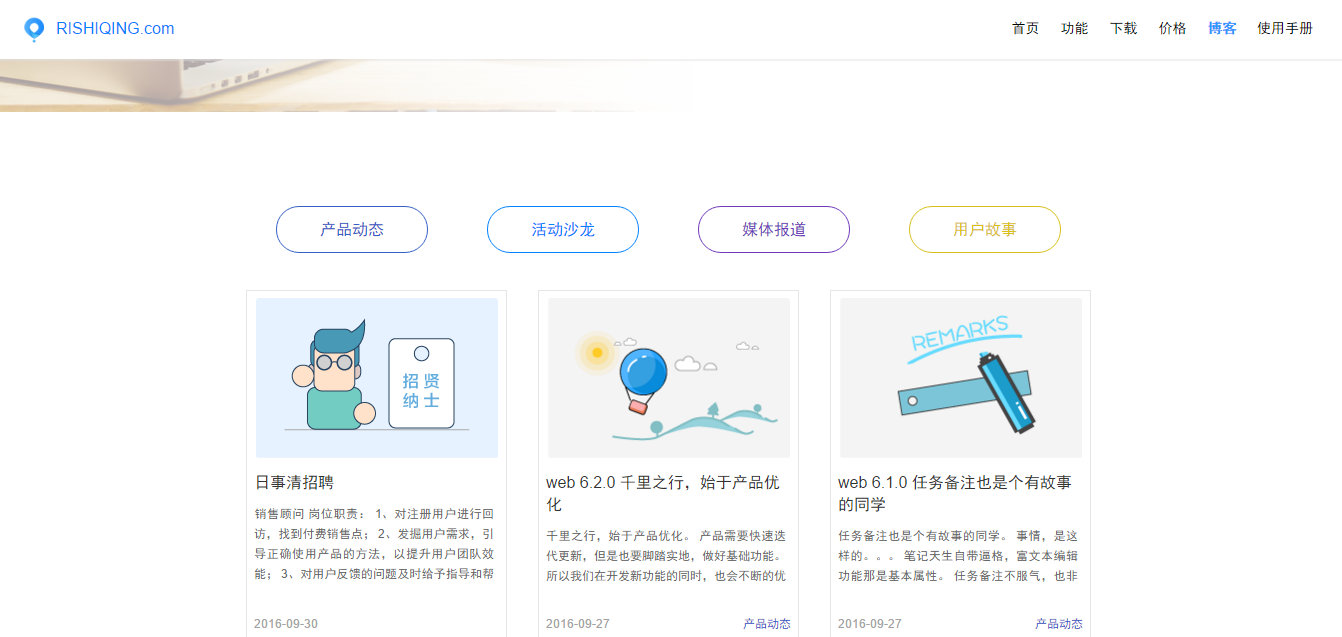 RISHIQING.com
首页 功能 下载 价格 博客 使用手册
产品动态 活动沙龙 媒体报道 用户故事
招贤
纳士
REMARKS
日事清招聘
销售顾问 岗位职责： 1、对注册用户进行回
访，找到付费销售点； 2、发掘用户需求，引
导正确使用产品的方法，以提升用户团队效
能； 3、对用户反馈的问题及时给予指导和帮
2016-09-30
web 6.2.0 千里之行，始于产品优
化
千里之行，始于产品优化。 产品需要快速迭
代更新，但是也要脚踏实地，做好基础功能。
所以我们在开发新功能的同时，也会不断的优
2016-09-27 产品动态
web 6.1.0 任务备注也是个有故事
的同学
任务备注也是个有故事的同学。 事情，是这
样的。。。 笔记天生自带逼格，富文本编辑
功能那是基本属性。 任务备注不服气，也非
2016-09-27 产品动态